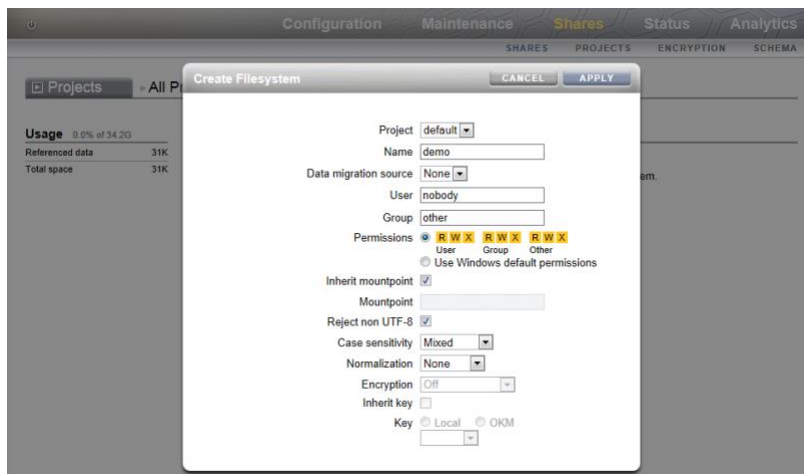 Configuration Maintenance Shares Status Analytics
SHARES PROJECTS ENCRYPTION SCHEMA
Projects All P
Usage 0.0% of 34.2G
Referenced data 31K
Total space 31K
em.
Create Filesystem CANCEL APPLY
Project default
Name demo
Data migration source None
User nobody
Group other
Permissions R W X R W X R W X
User Group Other
Use Windows default permissions
Inherit mountpoint
Mountpoint
Reject non UTF-8
Case sensitivity Mixed
Normalization None
Encryption Off
Inherit key
Key Local OKM